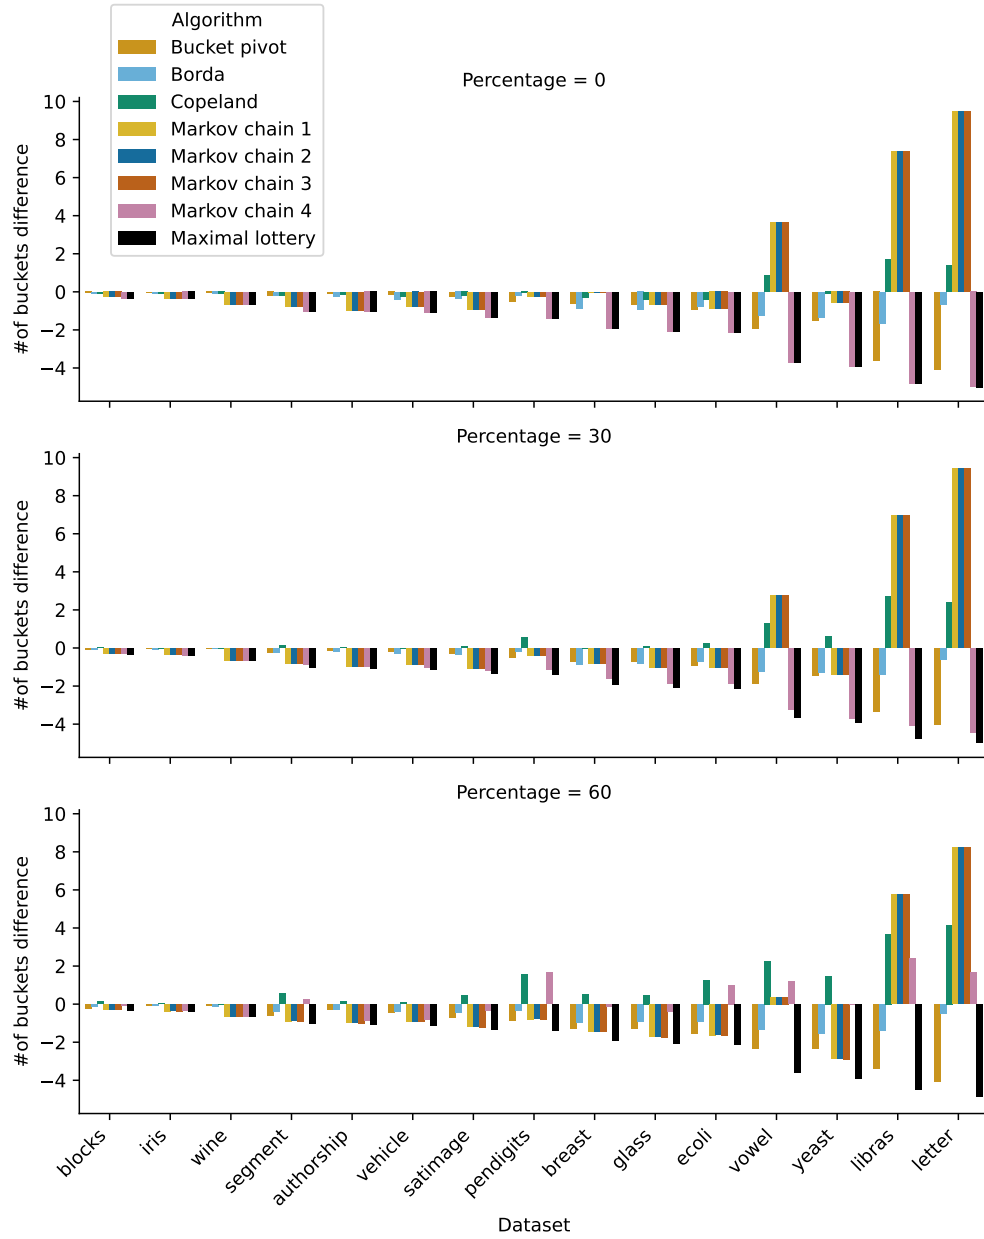 Algorithm
Bucket pivot
Borda
Copeland
Markov chain 1
Markov chain 2
Markov chain 3
Markov chain 4
Maximal lottery
Percentage = 0
10
8
6
4
2
0
−2
−4
#of buckets difference
Percentage = 30
10
8
6
4
2
0
−2
−4
#of buckets difference
Percentage = 60
10
8
6
4
2
0
−2
−4
#of buckets difference
blocks
iris
wine
segment
authorship
vehicle
satimage
pendigits
breast
glass
ecoli
vowel
yeast
libras
letter
Dataset